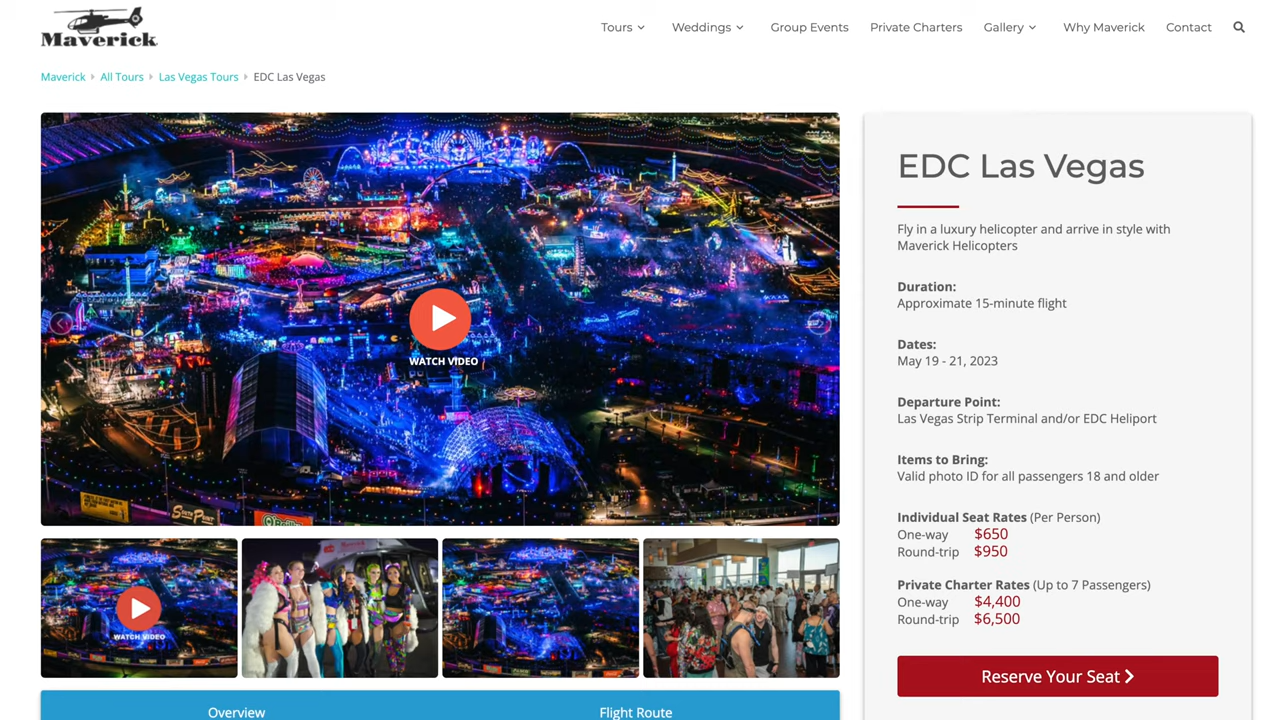 Maverick
Tours
Weddings
Group Events
Private Charters
Gallery
Why Maverick
Contact
Maverick
All Tours
Las Vegas Tours
EDC Las Vegas
WATCH VIDEO
SOUTH POINT
WATCH VIDEO
Overview
Flight Route
EDC Las Vegas
Fly in a luxury helicopter and arrive in style with
Maverick Helicopters
Duration:
Approximate 15-minute flight
Dates:
May 19 - 21, 2023
Departure Point:
Las Vegas Strip Terminal and/or EDC Heliport
Items to Bring:
Valid photo ID for all passengers 18 and older
Individual Seat Rates (Per Person)
One-way $650
Round-trip $950
Private Charter Rates (Up to 7 Passengers)
One-way $4,400
Round-trip $6,500
Reserve Your Seat